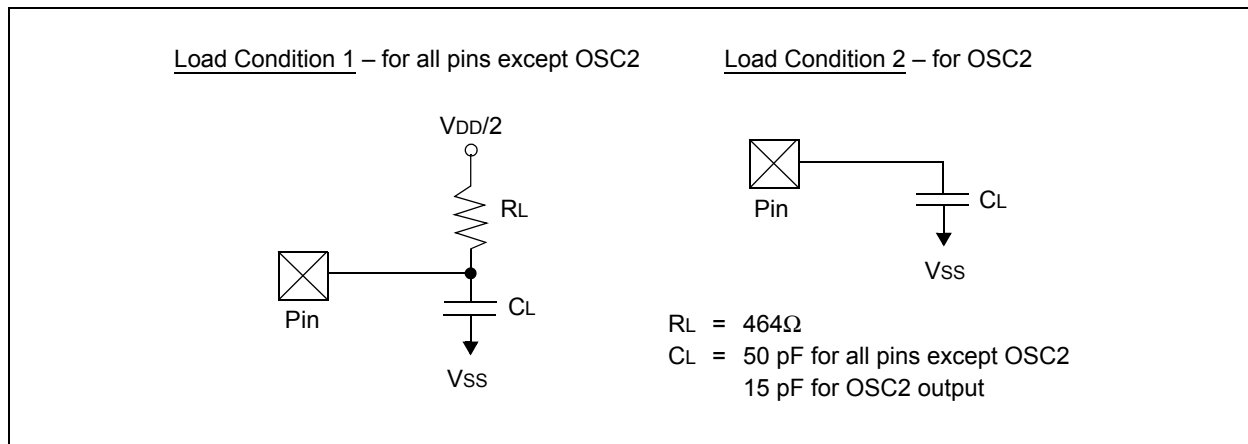 Load Condition 1 – for all pins except OSC2
VDD/2
RL
Pin
CL
VSS
Load Condition 2 – for OSC2
Pin
CL
VSS
RL = 464Ω
CL = 50 pF for all pins except OSC2
15 pF for OSC2 output